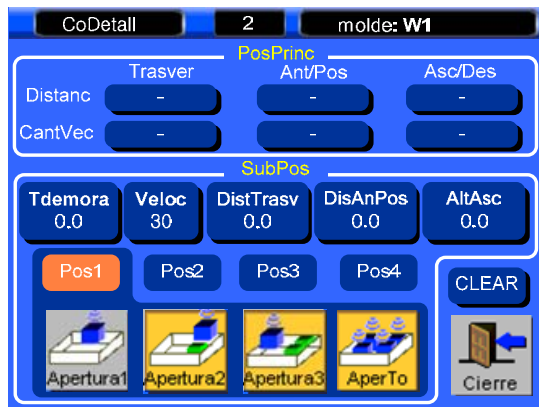 CoDetall 2 molde: W1
PosPrinc
Trasver Ant/Pos Asc/Des
Distanc - - -
CantVec - - -
SubPos
Tdemora Veloc DistTrasv DisAnPos AltAsc
0.0 30 0.0 0.0 0.0
Pos1 Pos2 Pos3 Pos4
CLEAR
Apertura1 Apertura2 Apertura3 AperTo Cierre